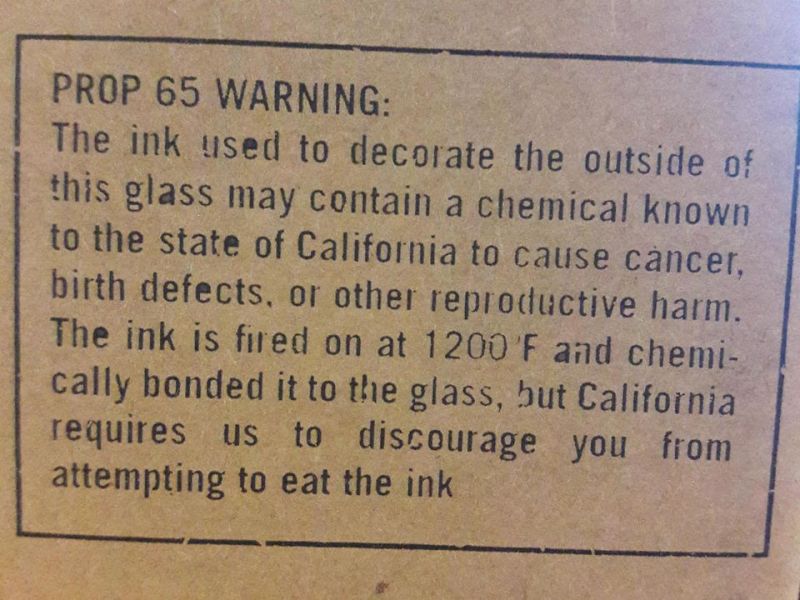 PROP 65 WARNING:
The ink used to decorate the outside of
this glass may contain a chemical known
to the state of California to cause cancer,
birth defects, or other reproductive harm.
The ink is fired on at 1200°F and chemi-
cally bonded it to the glass, but California
requires us to discourage you from
attempting to eat the ink